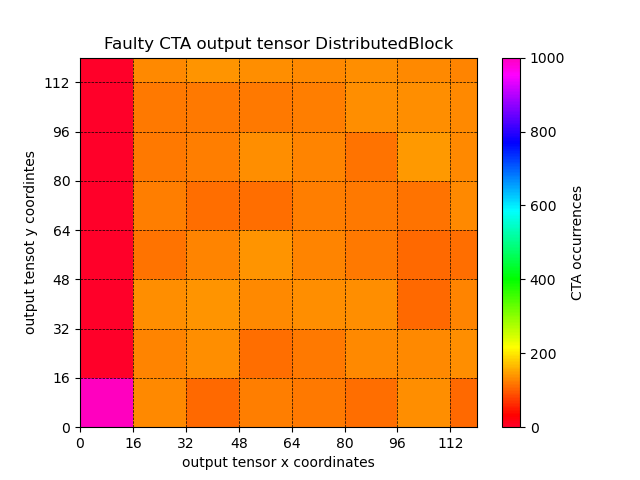 Faulty CTA output tensor DistributedBlock
112
96
80
64
48
32
16
0
output tensot y coordintes
0 16 32 48 64 80 96 112
output tensor x coordinates
1000
800
600
400
200
0
CTA occurrences